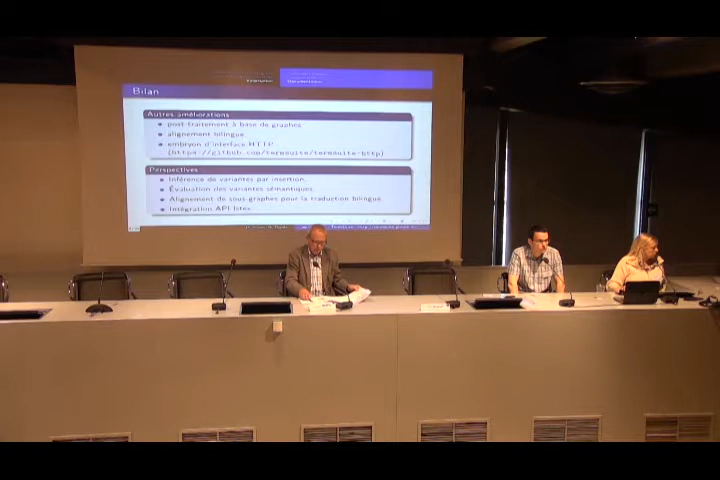 Bilan
Autres améliorations
post-traitement à base de graphes
alignement bilingue
embryon d'interface HTTP
(https://github.com/termsuite/termsuite-http)
Perspectives
Inférence de variantes par insertion.
Évaluation des variantes sémantiques.
Alignement de sous-graphes pour la traduction bilingue
Intégration API Istex